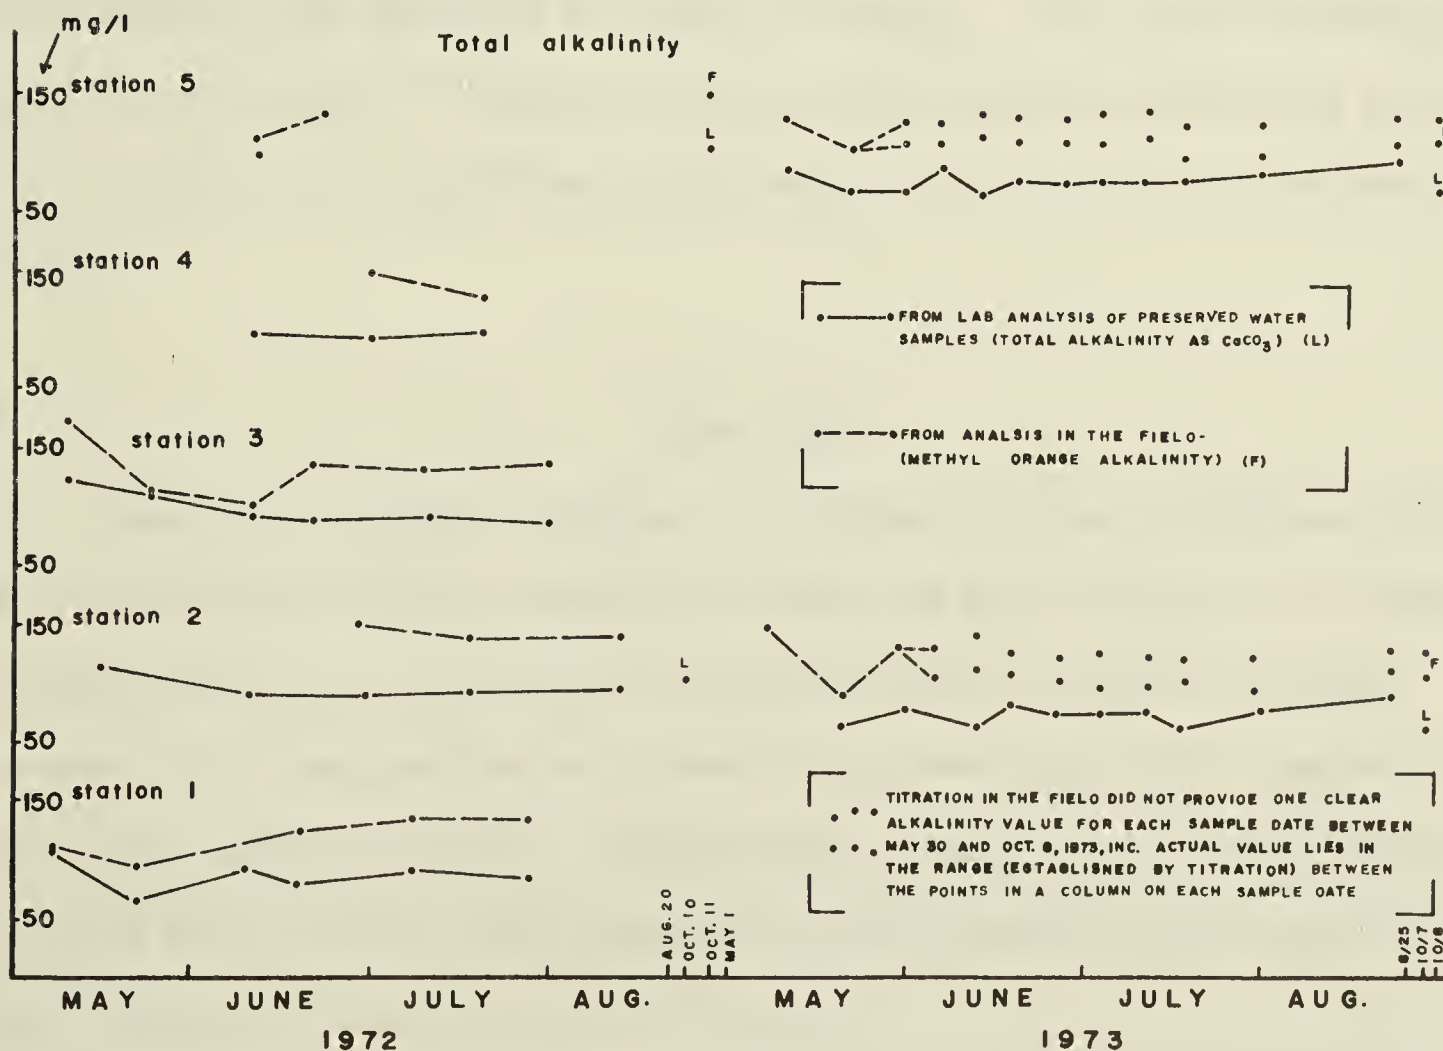 mg/l
Total alkalinity
150 station 5
F
L
50
L
150 station 4
50
FROM LAB ANALYSIS OF PRESERVED WATER
SAMPLES (TOTAL ALKALINITY AS CaCO₃) (L)
150 station 3
50
FROM ANALSIS IN THE FIELO-
(METHYL ORANGE ALKALINITY) (F)
150 station 2
50
L
F
L
150 station 1
50
TITRATION IN THE FIELD DID NOT PROVIOE ONE CLEAR
ALKALINITY VALUE FOR EACH SAMPLE DATE BETWEEN
MAY 30 AND OCT. 8, 1973, INC. ACTUAL VALUE LIES IN
THE RANGE (ESTABLISHED BY TITRATION) BETWEEN
THE POINTS IN A COLUMN ON EACH SAMPLE OATE
AUG. 20
OCT. 10
OCT. 11
MAY 1
8/25
10/7
10/8
MAY JUNE JULY AUG. MAY JUNE JULY AUG.
1972 1973